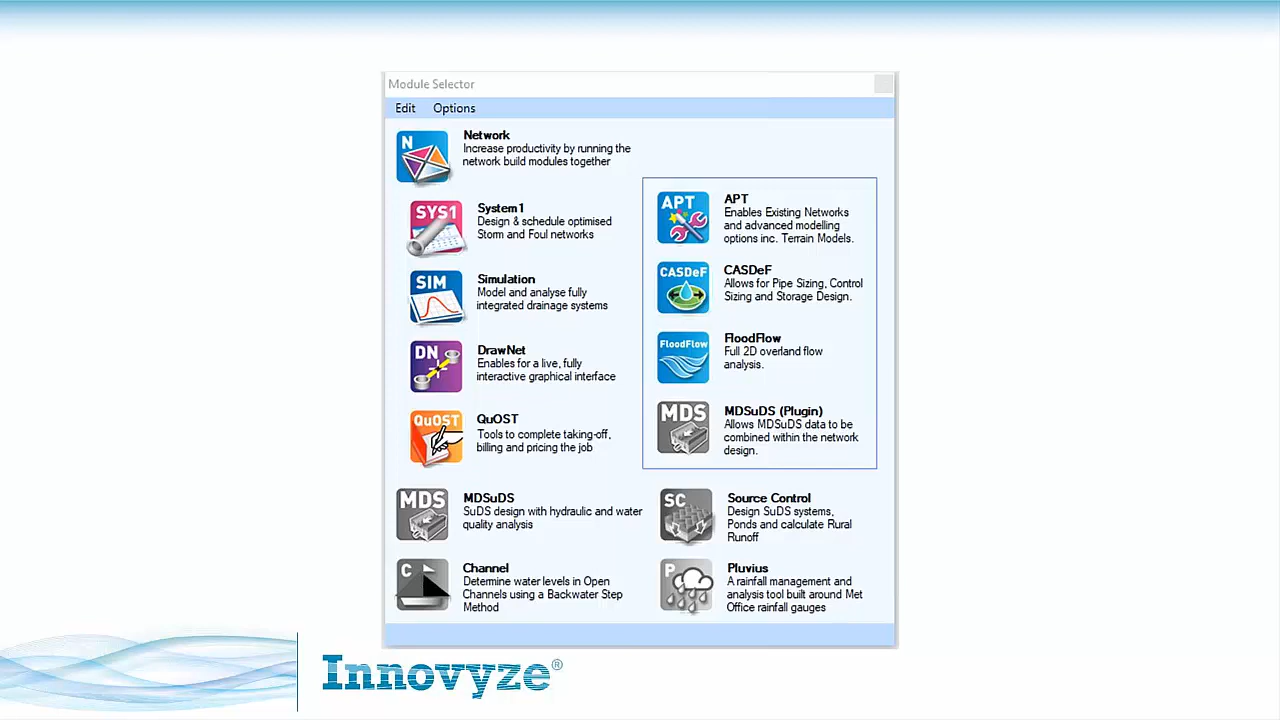 Module Selector
Edit Options
N
Network
Increase productivity by running the
network build modules together
SYS1
System1
Design & schedule optimised
Storm and Foul networks
SIM
Simulation
Model and analyse fully
integrated drainage systems
DN
DrawNet
Enables for a live, fully
interactive graphical interface
QuOST
QuOST
Tools to complete taking-off,
billing and pricing the job
APT
APT
Enables Existing Networks
and advanced modelling
options inc. Terrain Models.
CASDeF
CASDeF
Allows for Pipe Sizing, Control
Sizing and Storage Design.
FloodFlow
FloodFlow
Full 2D overland flow
analysis.
MDS
MDSuDS (Plugin)
Allows MDSuDS data to be
combined within the network
design.
MDS
MDSuDS
SuDS design with hydraulic and water
quality analysis
SC
Source Control
Design SuDS systems,
Ponds and calculate Rural
Runoff
C
Channel
Determine water levels in Open
Channels using a Backwater Step
Method
P
Pluvius
A rainfall management and
analysis tool built around Met
Office rainfall gauges
Innovyze®